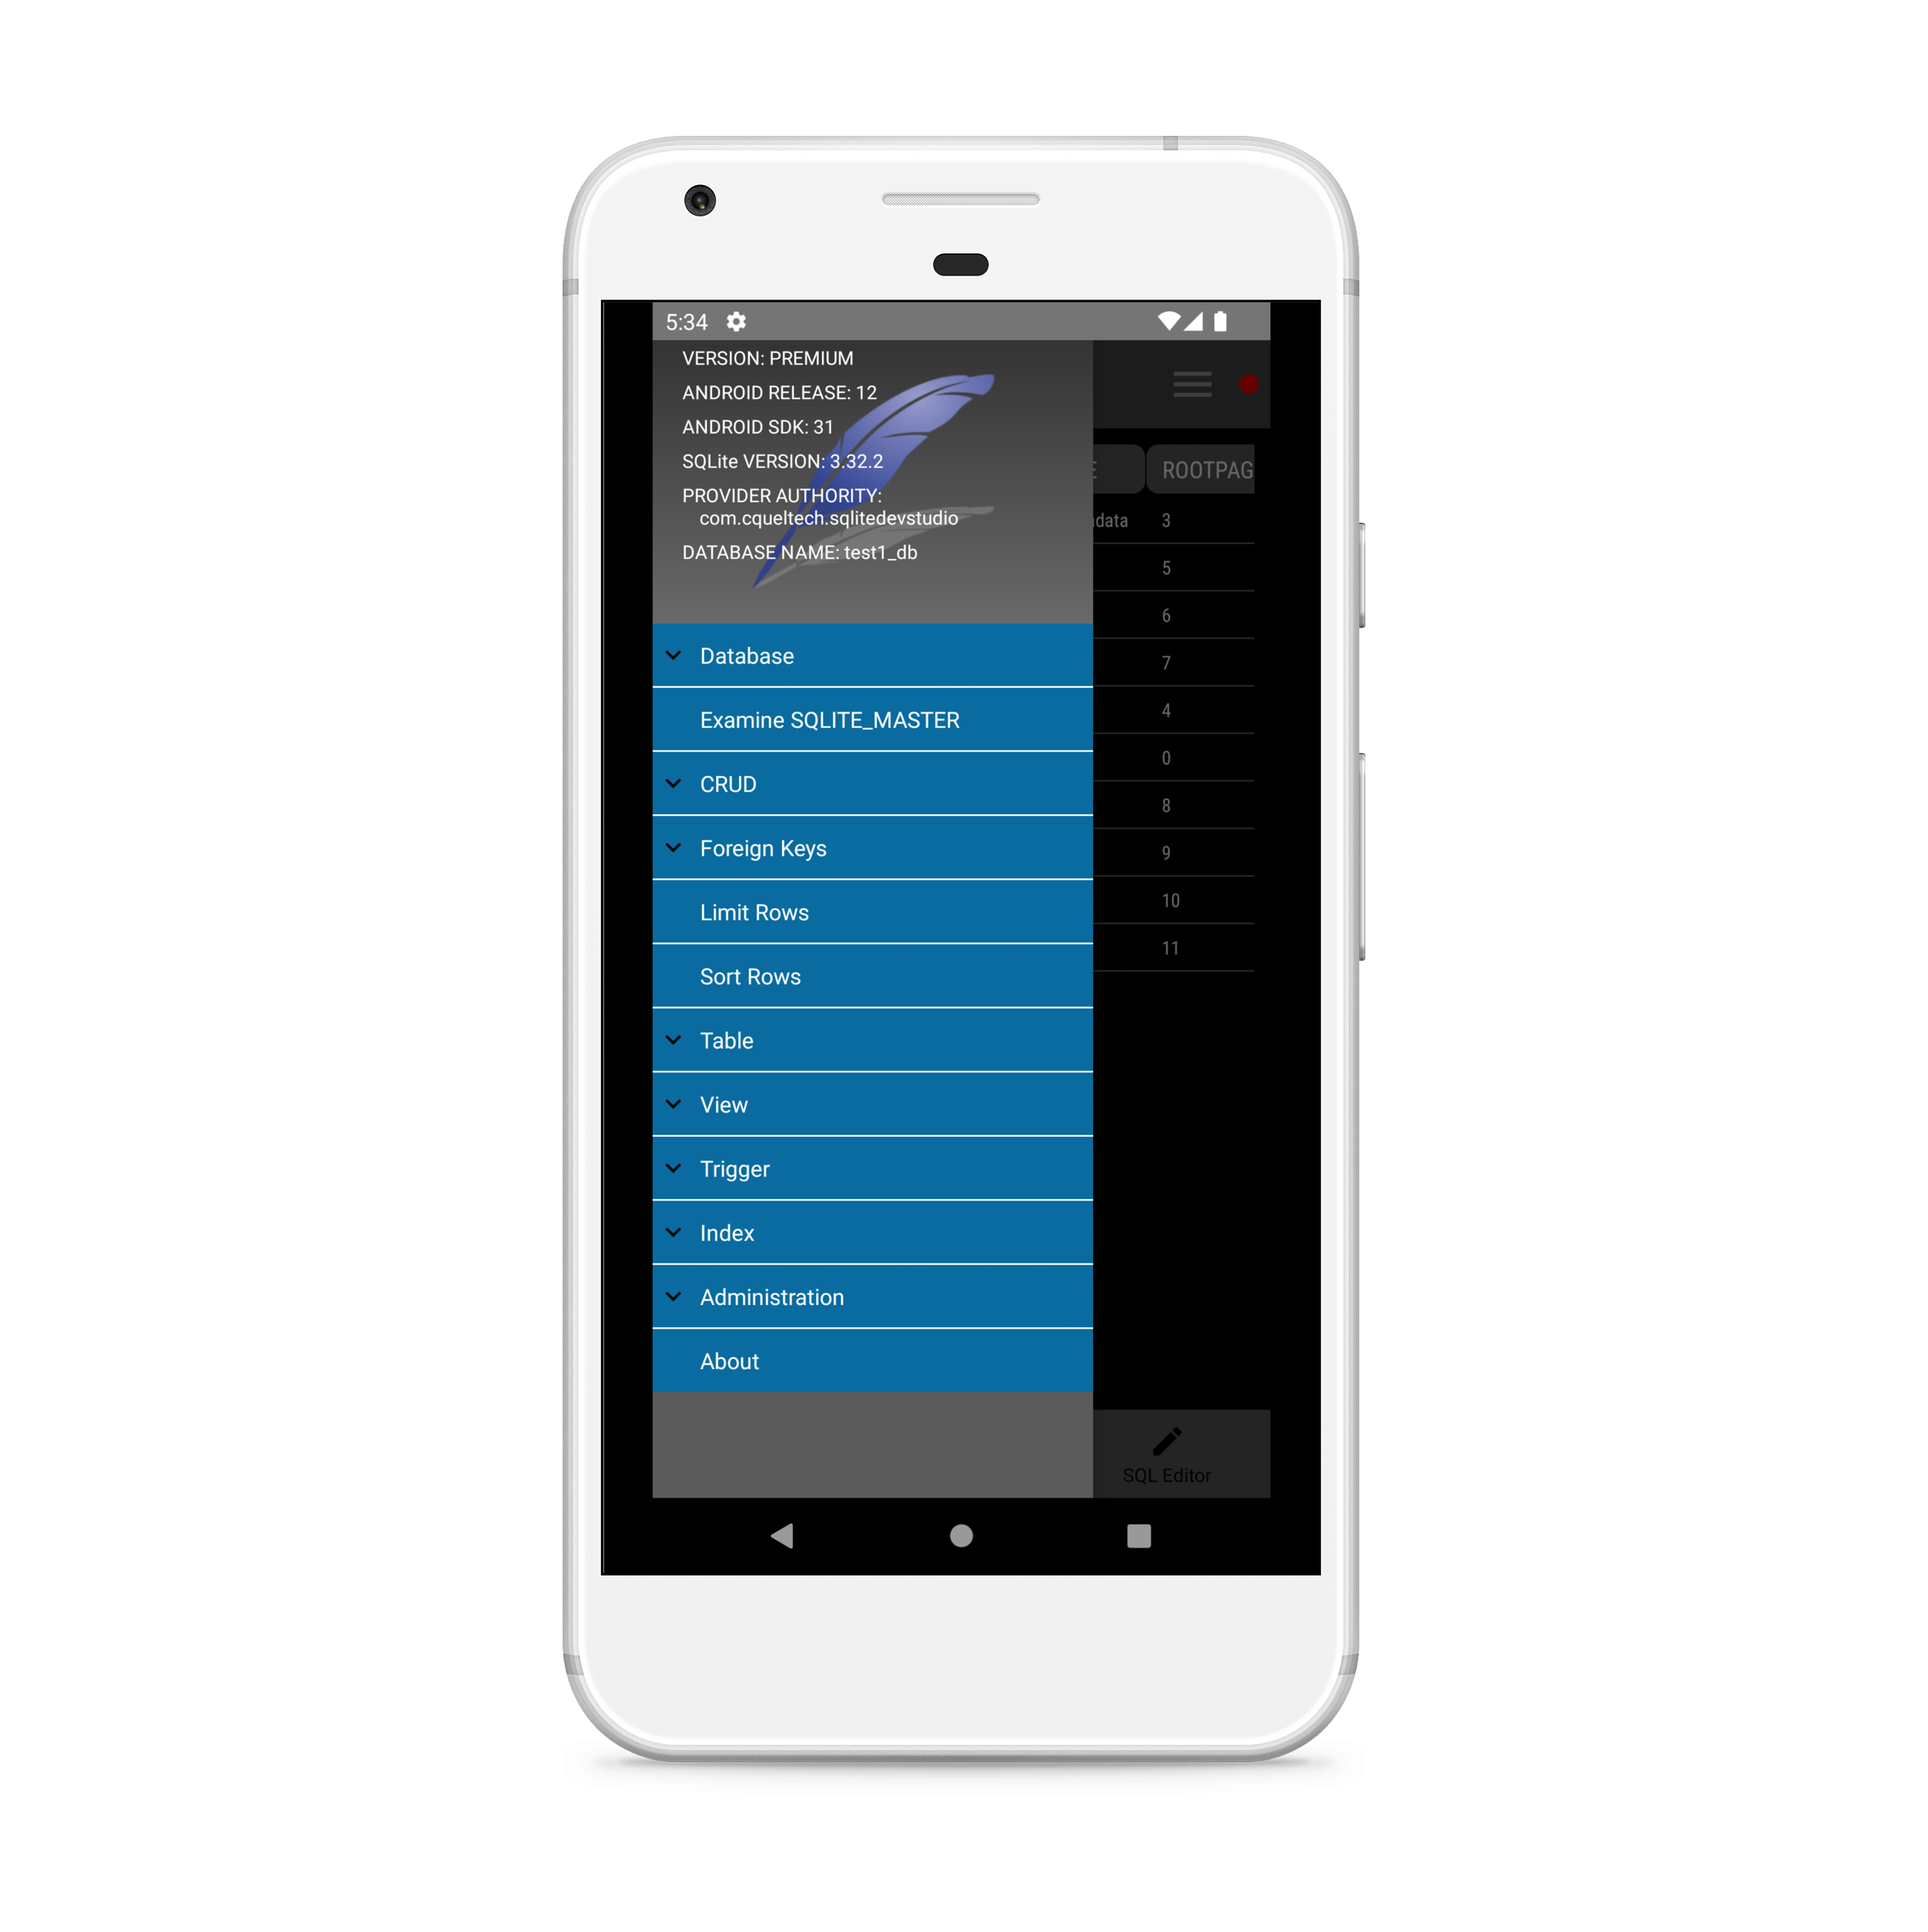 5:34
VERSION: PREMIUM
ANDROID RELEASE: 12
ANDROID SDK: 31
SQLite VERSION: 3.32.2
PROVIDER AUTHORITY:
com.cqueltech.sqlitedevstudio
DATABASE NAME: test1_db
Database
Examine SQLITE_MASTER
CRUD
Foreign Keys
Limit Rows
Sort Rows
Table
View
Trigger
Index
Administration
About
E ROOTPAG
data 3
5
6
7
4
0
8
9
10
11
SQL Editor